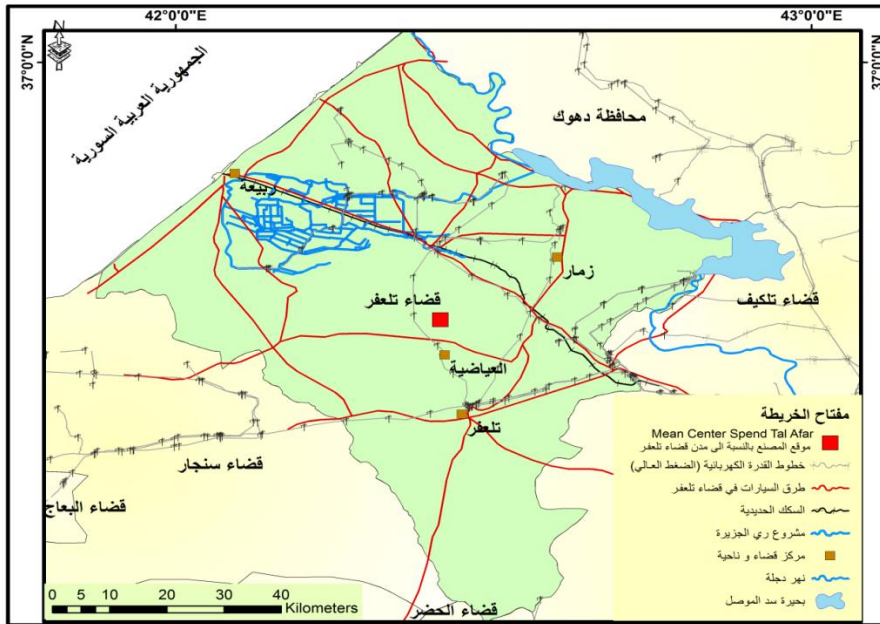 42°0'0"E
43°0'0"E
37°0'0"N
37°0'0"N
N
الجمهورية العربية السورية
محافظة دهوك
ربيعه
زمار
قضاء تلكيف
قضاء تلعفر
العياضية
تلعفر
قضاء سنجار
قضاء البعاج
قضاء الحضر
0 5 10 20 30 40
Kilometers
مفتاح الخريطة
Mean Center Spend Tal Afar
موقع المصنع بالنسبة الى مدن قضاء تلعفر
خطوط القدرة الكهربائية (الضغط العالي)
طرق السيارات في قضاء تلعفر
السكك الحديدية
مشروع ري الجزيرة
مركز قضاء و ناحية
نهر دجلة
بحيرة سد الموصل